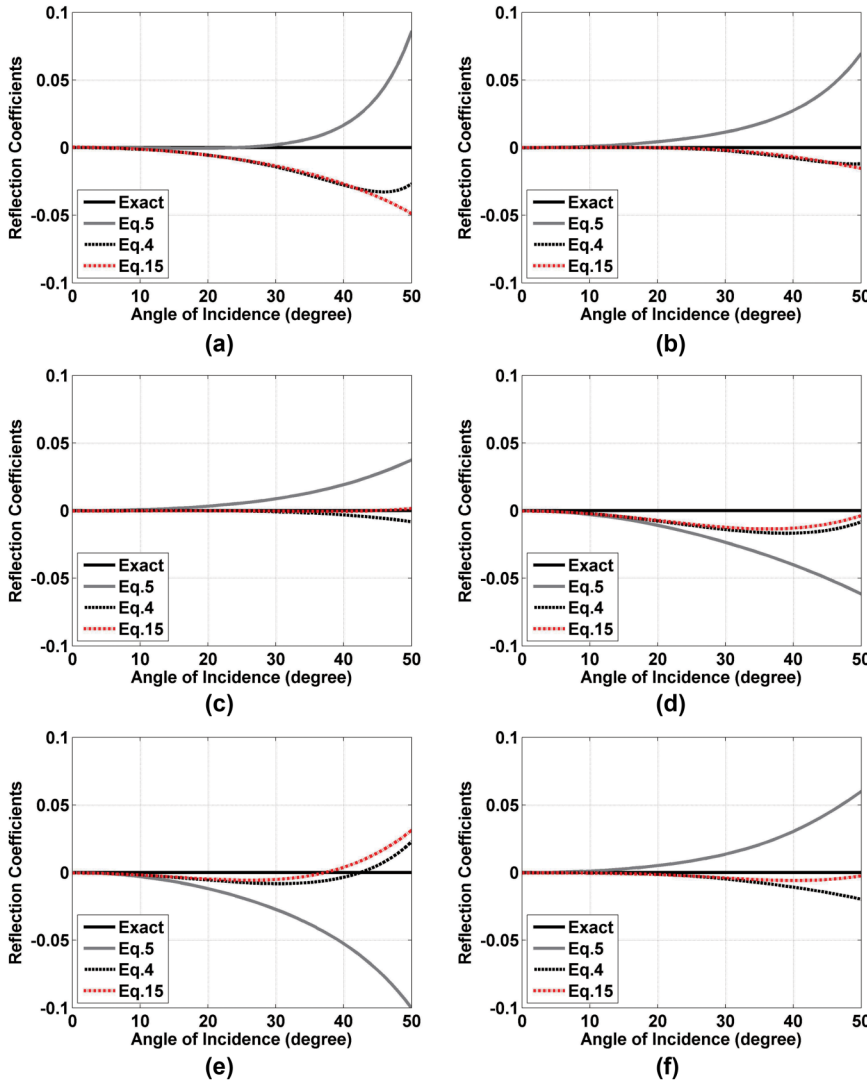 0.1
0.05
0
-0.05
-0.1
Reflection Coefficients
Exact
Eq.5
Eq.4
Eq.15
0 10 20 30 40 50
Angle of Incidence (degree)
(a)
0.1
0.05
0
-0.05
-0.1
Reflection Coefficients
Exact
Eq.5
Eq.4
Eq.15
0 10 20 30 40 50
Angle of Incidence (degree)
(b)
0.1
0.05
0
-0.05
-0.1
Reflection Coefficients
Exact
Eq.5
Eq.4
Eq.15
0 10 20 30 40 50
Angle of Incidence (degree)
(c)
0.1
0.05
0
-0.05
-0.1
Reflection Coefficients
Exact
Eq.5
Eq.4
Eq.15
0 10 20 30 40 50
Angle of Incidence (degree)
(d)
0.1
0.05
0
-0.05
-0.1
Reflection Coefficients
Exact
Eq.5
Eq.4
Eq.15
0 10 20 30 40 50
Angle of Incidence (degree)
(e)
0.1
0.05
0
-0.05
-0.1
Reflection Coefficients
Exact
Eq.5
Eq.4
Eq.15
0 10 20 30 40 50
Angle of Incidence (degree)
(f)